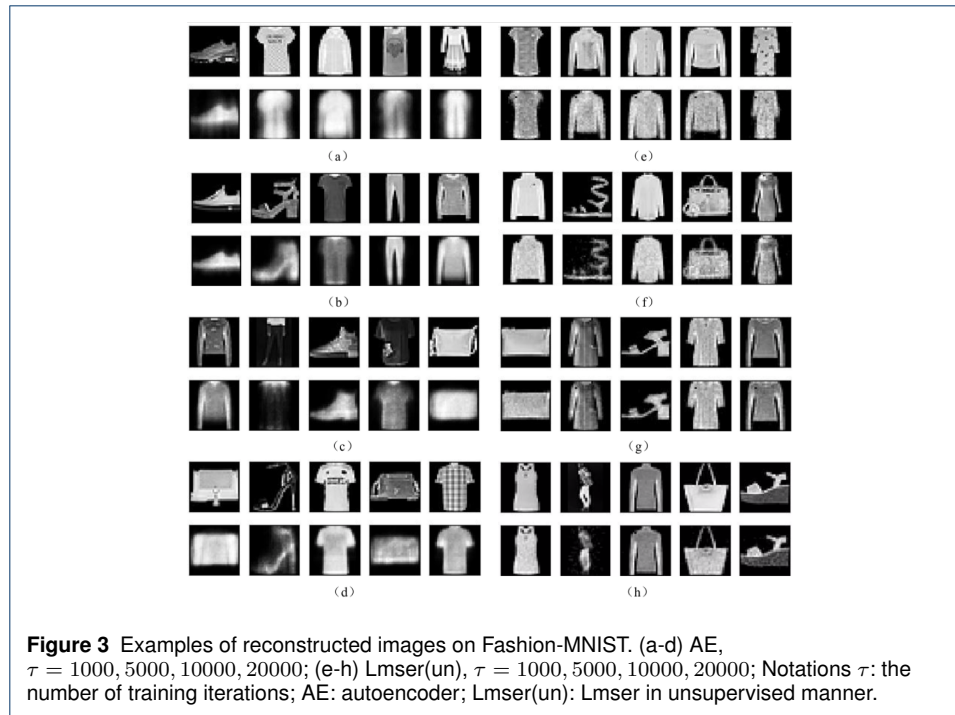 (a)
(e)
(b)
(f)
(c)
(g)
(d)
(h)
Figure 3 Examples of reconstructed images on Fashion-MNIST. (a-d) AE,
τ = 1000, 5000, 10000, 20000; (e-h) Lmser(un), τ = 1000, 5000, 10000, 20000; Notations τ: the
number of training iterations; AE: autoencoder; Lmser(un): Lmser in unsupervised manner.